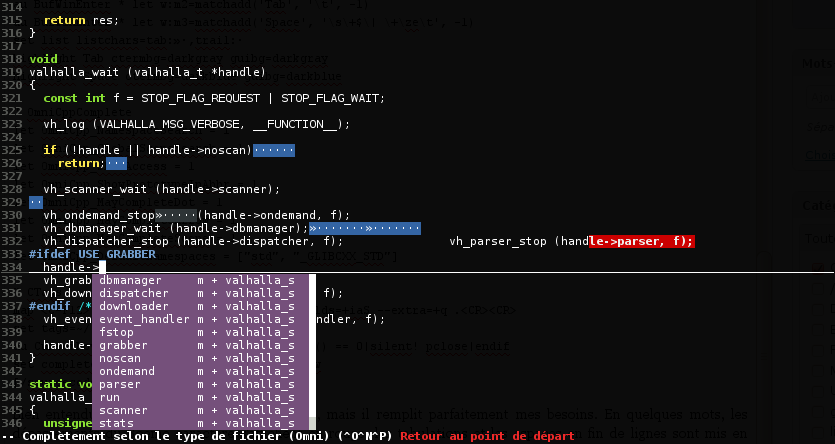 314
315 return res;
316 }
317
318 void
319 valhalla_wait (valhalla_t *handle)
320 {
321 const int f = STOP_FLAG_REQUEST | STOP_FLAG_WAIT;
322
323 vh_log (VALHALLA_MSG_VERBOSE, __FUNCTION__);
324
325 if (!handle || handle->noscan)······
326 return;···
327
328 vh_scanner_wait (handle->scanner);
329 ··
330 vh_ondemand_stop»·····(handle->ondemand, f);
331 vh_dbmanager_wait (handle->dbmanager);»·······»·······
332 vh_dispatcher_stop (handle->dispatcher, f); vh_parser_stop (handle->parser, f);
333 #ifdef USE_GRABBER
334 handle->
335 vh_grab dbmanager m + valhalla_s
336 vh_down dispatcher m + valhalla_s f);
337 #endif /* downloader m + valhalla_s
338 vh_even event_handler m + valhalla_s ndler, f);
339 fstop m + valhalla_s
340 handle- grabber m + valhalla_s
341 } noscan m + valhalla_s
342 ondemand m + valhalla_s
343 static vo parser m + valhalla_s
344 valhalla_ run m + valhalla_s
345 { scanner m + valhalla_s
346 unsigne stats m + valhalla_s
-- Complètement selon le type de fichier (Omni) (^O^N^P) Retour au point de départ